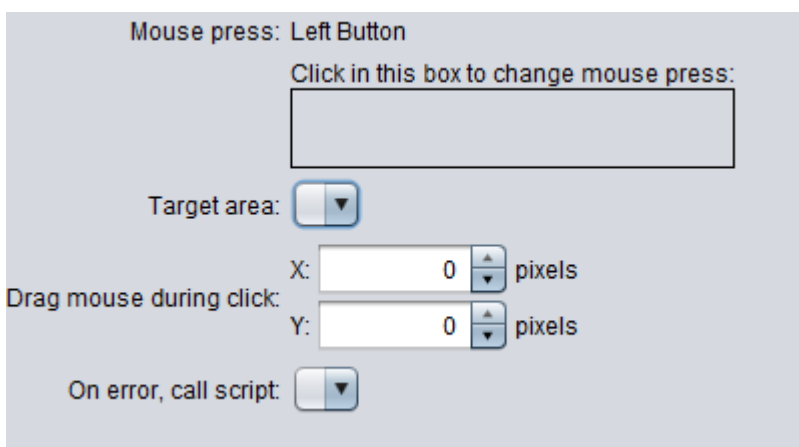 Mouse press: Left Button
Click in this box to change mouse press:
Target area:
X: 0 pixels
Drag mouse during click:
Y: 0 pixels
On error, call script: